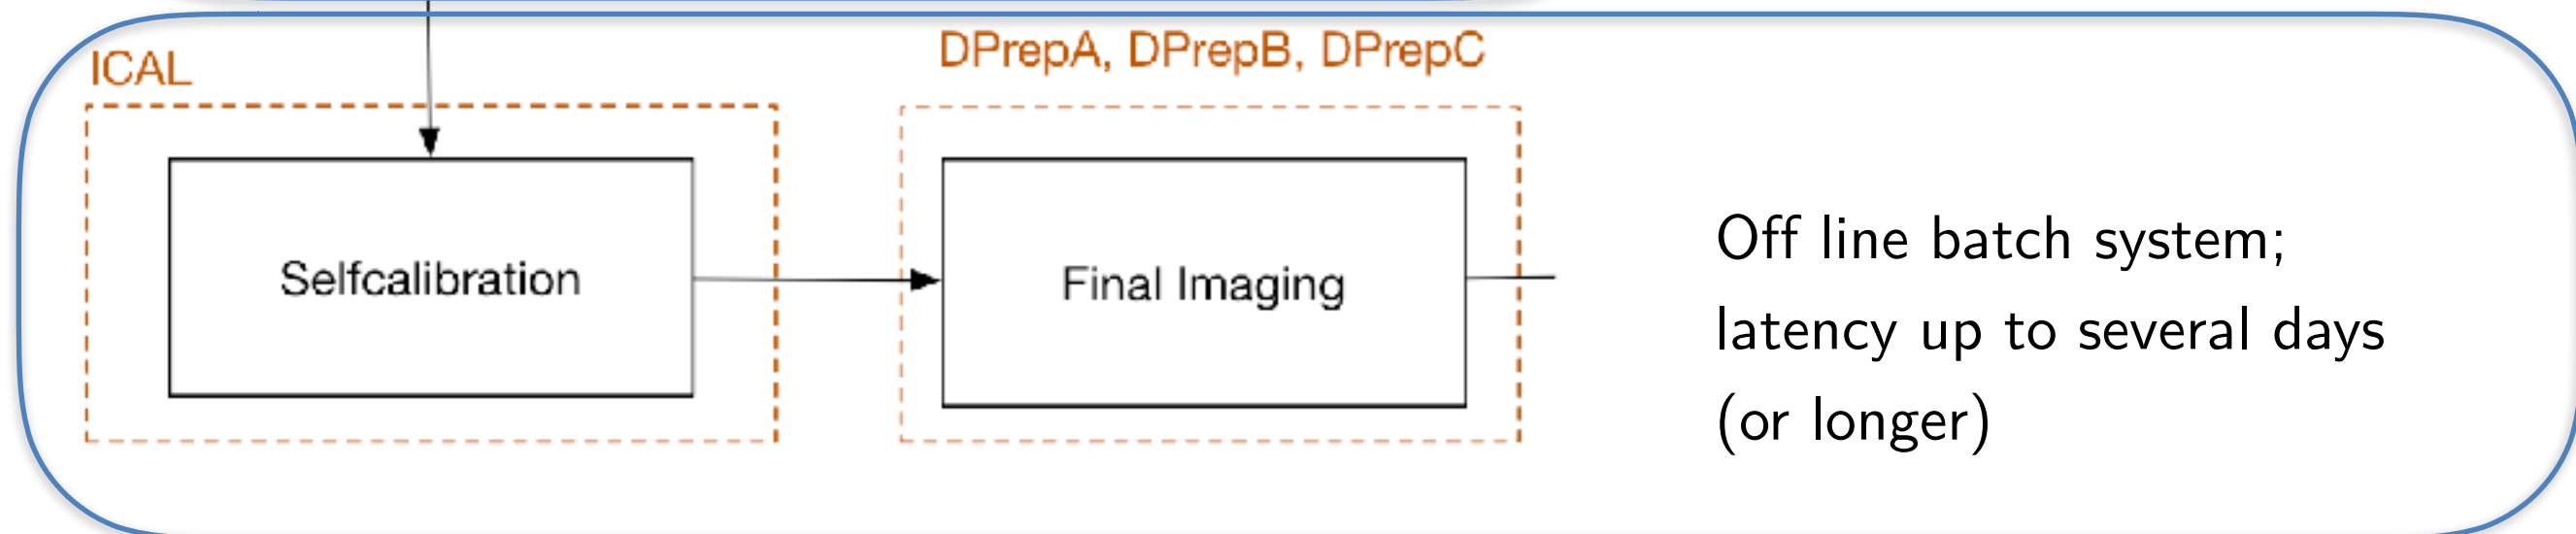 ICAL
DPrepA, DPrepB, DPrepC
Selfcalibration
Final Imaging
Off line batch system;
latency up to several days
(or longer)